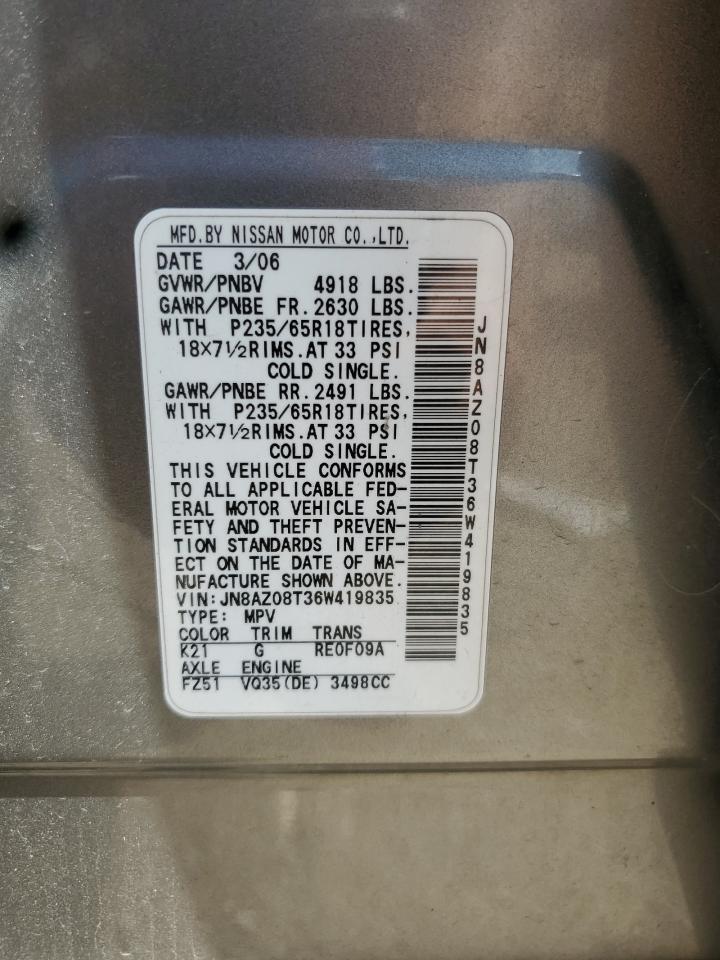 MFD.BY NISSAN MOTOR CO.,LTD.
DATE 3/06
GVWR/PNBV 4918 LBS.
GAWR/PNBE FR. 2630 LBS.
WITH P235/65R18TIRES,
18×7½RIMS.AT 33 PSI
COLD SINGLE.
GAWR/PNBE RR. 2491 LBS.
WITH P235/65R18TIRES,
18×7½RIMS.AT 33 PSI
COLD SINGLE.
THIS VEHICLE CONFORMS
TO ALL APPLICABLE FED-
ERAL MOTOR VEHICLE SA-
FETY AND THEFT PREVEN-
TION STANDARDS IN EFF-
ECT ON THE DATE OF MA-
NUFACTURE SHOWN ABOVE.
VIN:JN8AZ08T36W419835
TYPE: MPV
COLOR TRIM TRANS
K21 G RE0F09A
AXLE ENGINE
FZ51 VQ35(DE) 3498CC
JN8AZ08T36W419835